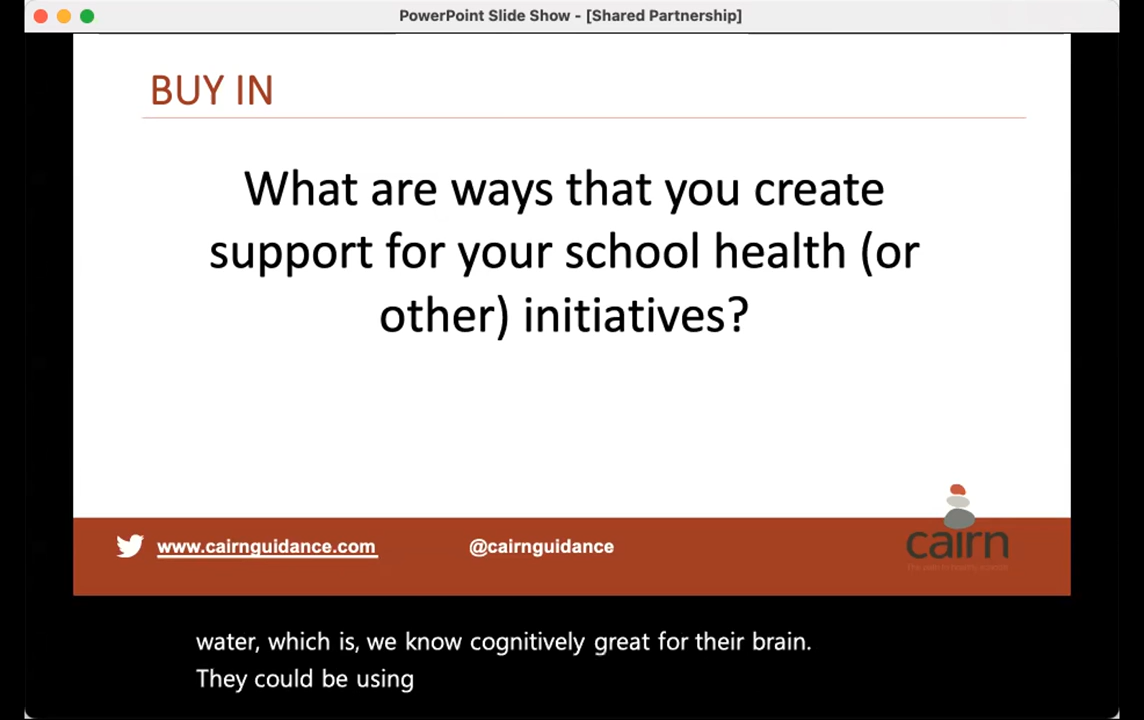 PowerPoint Slide Show - [Shared Partnership]
BUY IN
What are ways that you create
support for your school health (or
other) initiatives?
www.cairnguidance.com @cairnguidance
cairn
water, which is, we know cognitively great for their brain.
They could be using